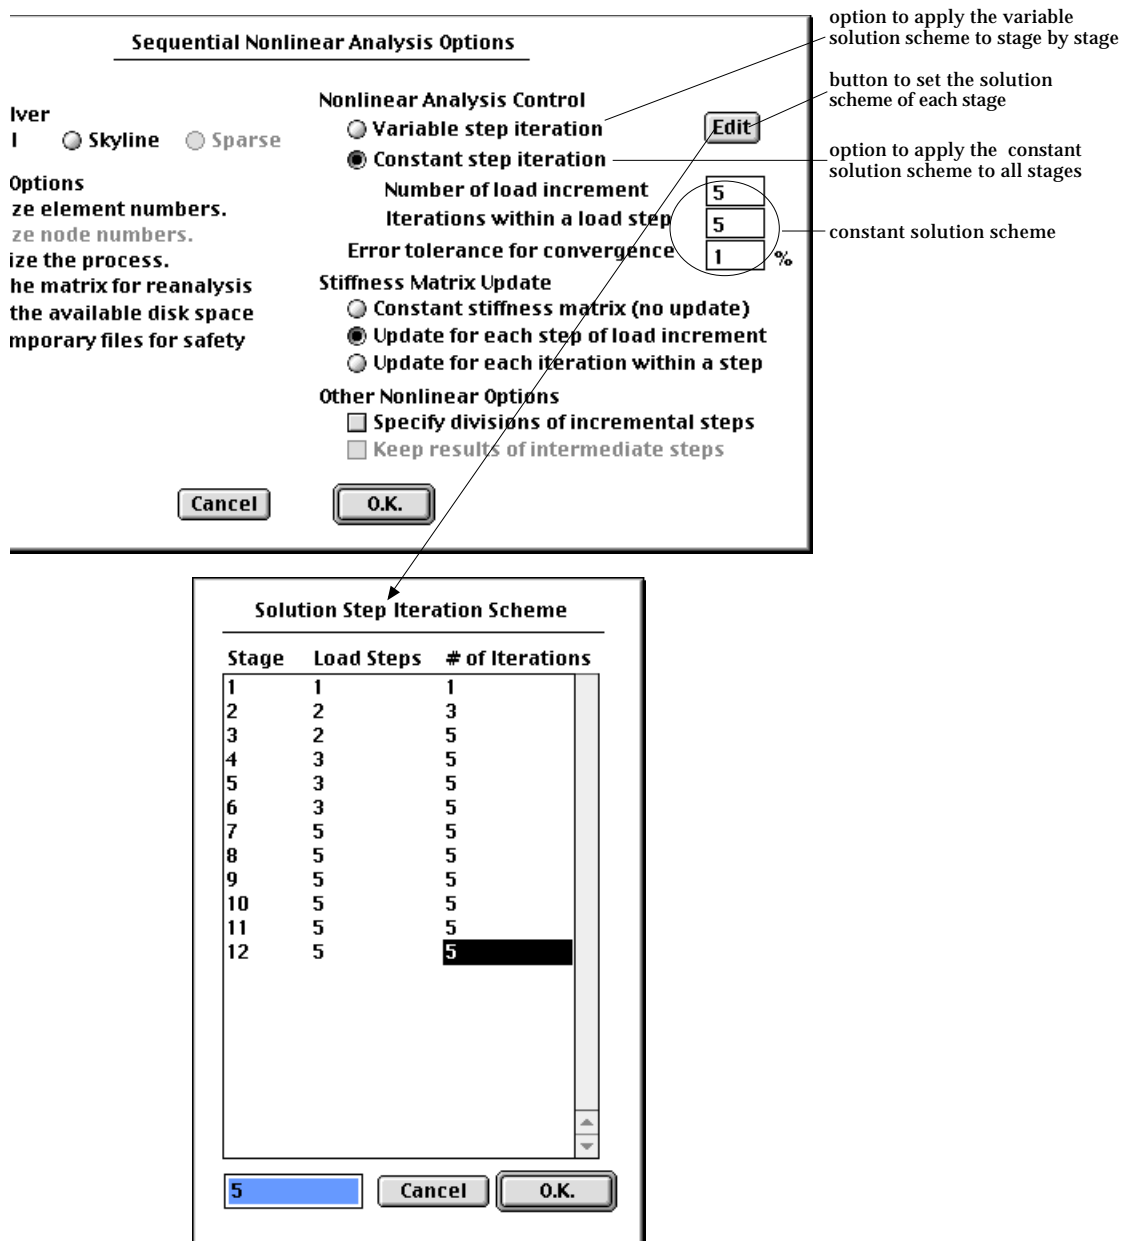 option to apply the variable
solution scheme to stage by stage
Sequential Nonlinear Analysis Options
button to set the solution
scheme of each stage
lver
l Skyline Sparse
Options
ze element numbers.
ze node numbers.
ize the process.
he matrix for reanalysis
the available disk space
mporary files for safety
Nonlinear Analysis Control
Variable step iteration Edit
Constant step iteration
option to apply the constant
solution scheme to all stages
Number of load increment 5
Iterations within a load step 5
constant solution scheme
Error tolerance for convergence 1 %
Stiffness Matrix Update
Constant stiffness matrix (no update)
Update for each step of load increment
Update for each iteration within a step
Other Nonlinear Options
Specify divisions of incremental steps
Keep results of intermediate steps
Cancel O.K.
Solution Step Iteration Scheme
Stage Load Steps # of Iterations
1 1 1
2 2 3
3 2 5
4 3 5
5 3 5
6 3 5
7 5 5
8 5 5
9 5 5
10 5 5
11 5 5
12 5 5
5 Cancel O.K.